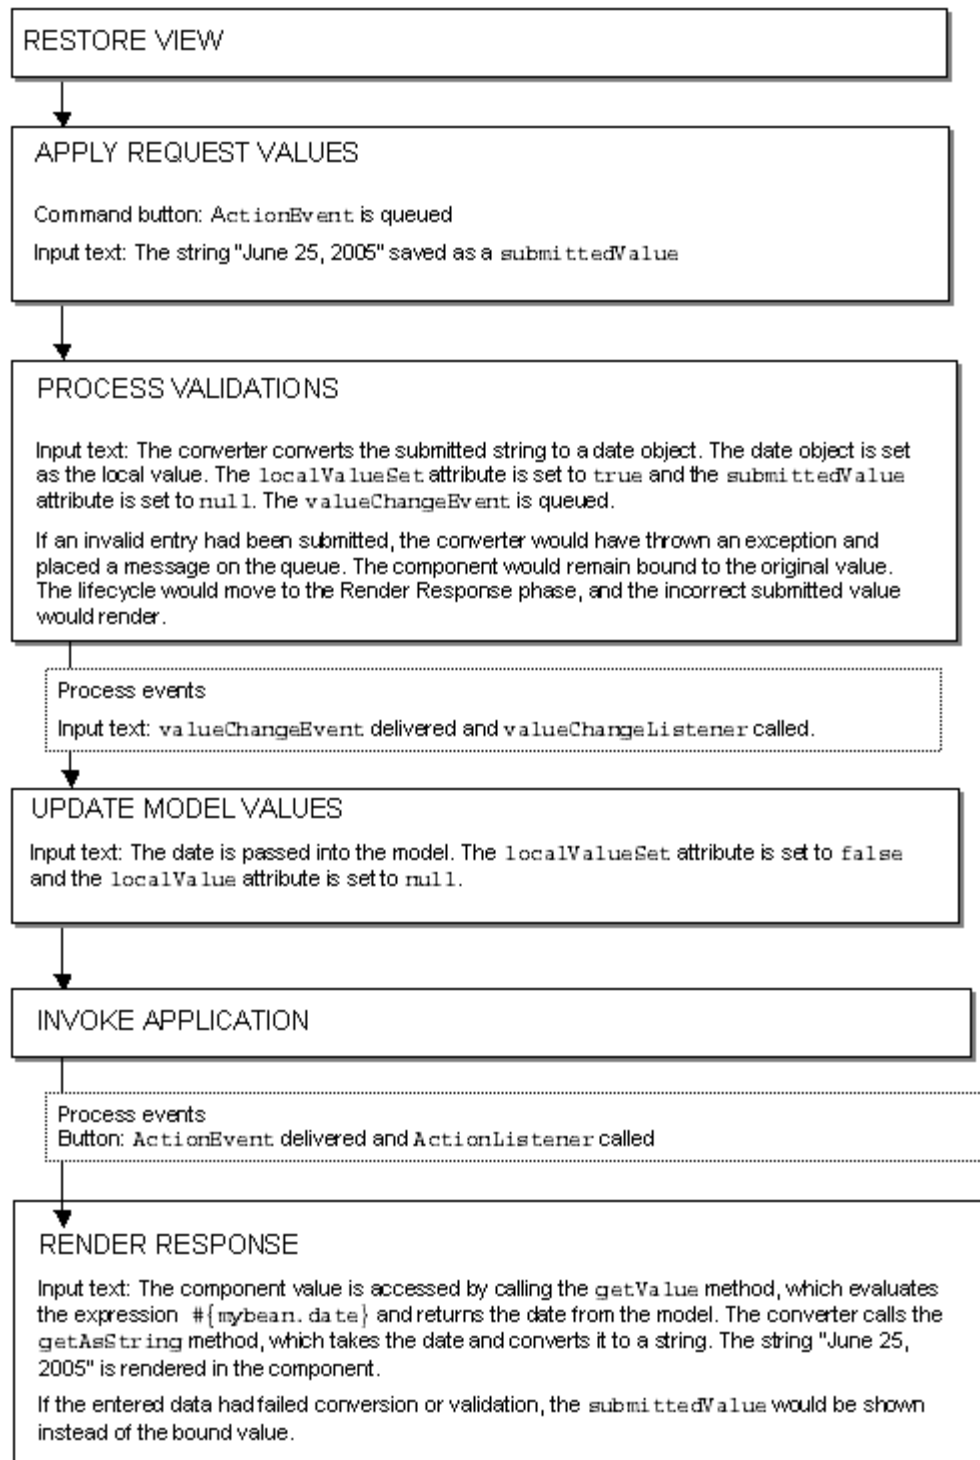 RESTORE VIEW
APPLY REQUEST VALUES
Command button: ActionEvent is queued
Input text: The string "June 25, 2005" saved as a submittedValue
PROCESS VALIDATIONS
Input text: The converter converts the submitted string to a date object. The date object is set
as the local value. The localValueSet attribute is set to true and the submittedValue
attribute is set to null. The valueChangeEvent is queued.
If an invalid entry had been submitted, the converter would have thrown an exception and
placed a message on the queue. The component would remain bound to the original value.
The lifecycle would move to the Render Response phase, and the incorrect submitted value
would render.
Process events
Input text: valueChangeEvent delivered and valueChangeListener called.
UPDATE MODEL VALUES
Input text: The date is passed into the model. The localValueSet attribute is set to false
and the localValue attribute is set to null.
INVOKE APPLICATION
Process events
Button: ActionEvent delivered and ActionListener called
RENDER RESPONSE
Input text: The component value is accessed by calling the getValue method, which evaluates
the expression #{mybean.date} and returns the date from the model. The converter calls the
getAsString method, which takes the date and converts it to a string. The string "June 25,
2005" is rendered in the component.
If the entered data had failed conversion or validation, the submittedValue would be shown
instead of the bound value.